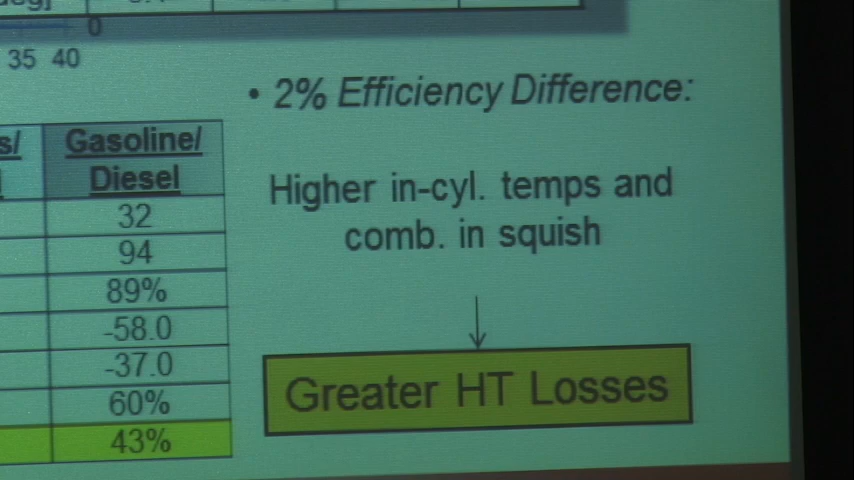 0
35 40
• 2% Efficiency Difference:
Gasoline/
Diesel
32
94
89%
-58.0
-37.0
60%
43%
Higher in-cyl. temps and
comb. in squish
Greater HT Losses